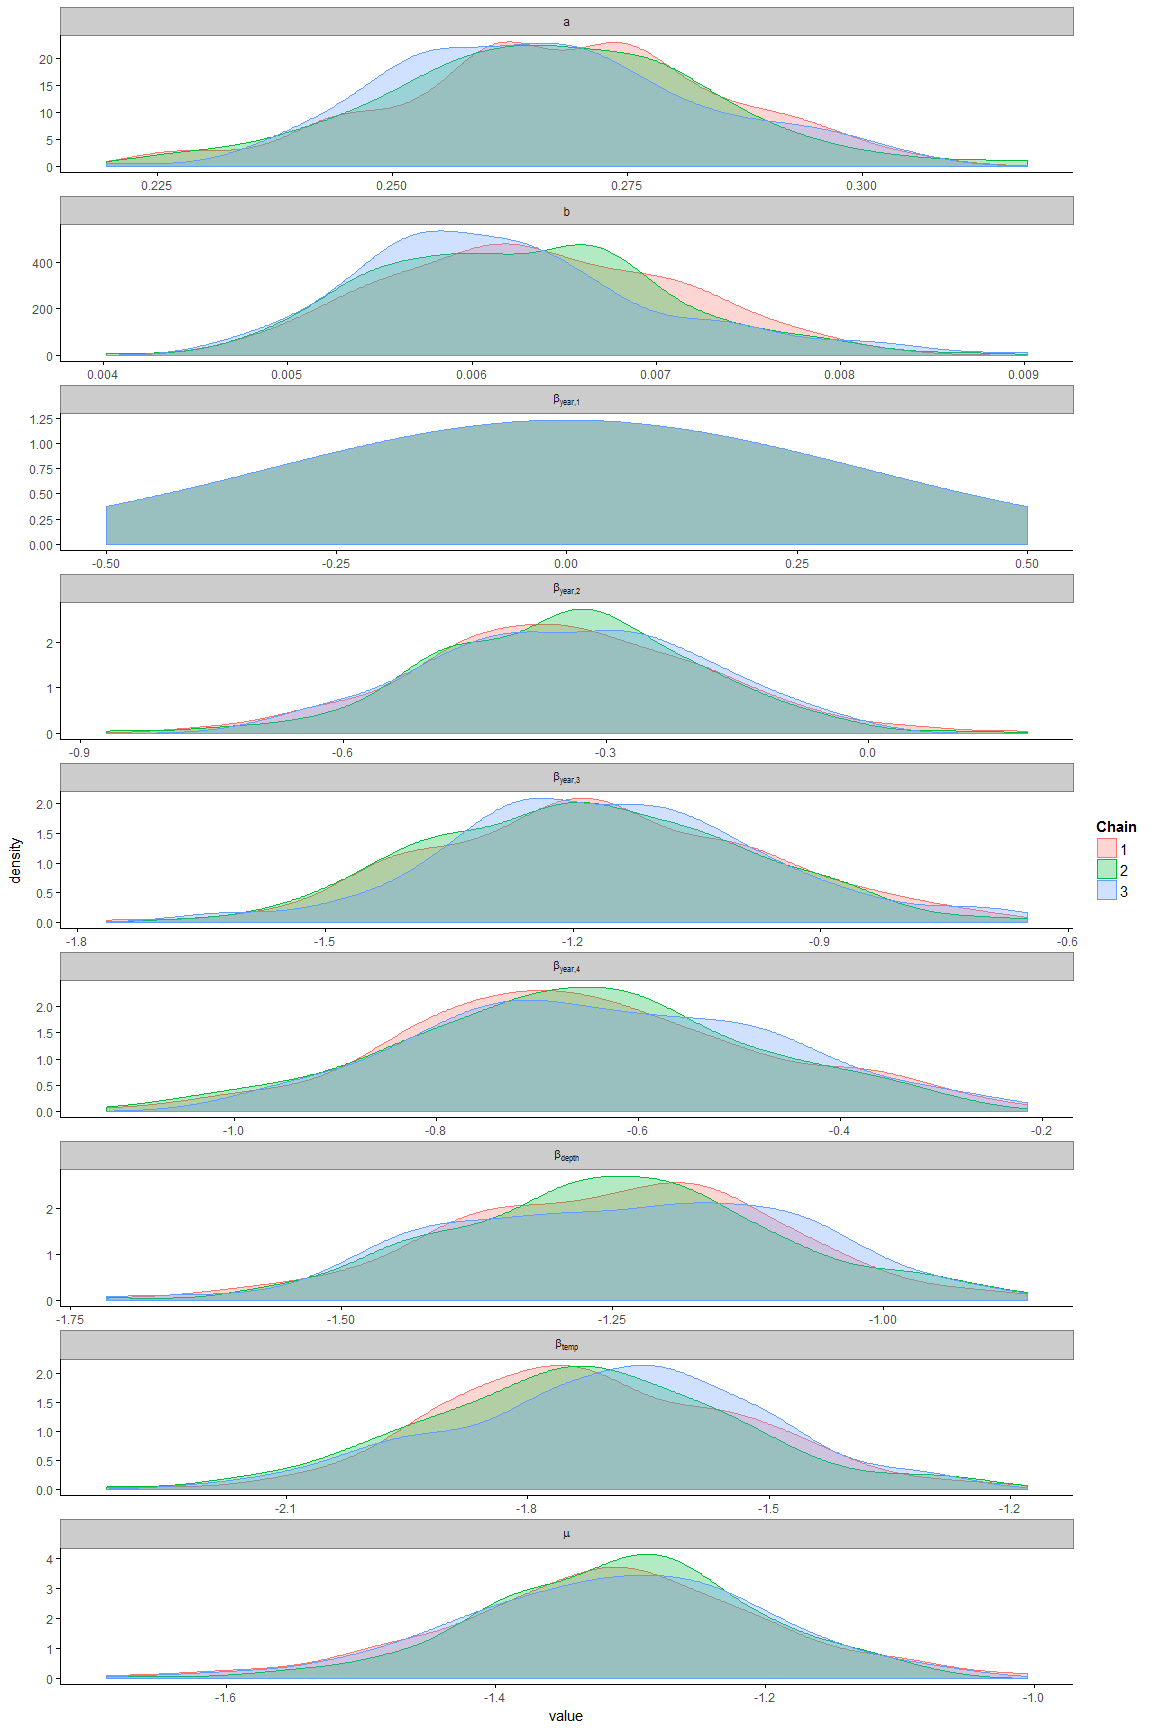 a
20
15
10
5
0
0.225 0.250 0.275 0.300
b
400
200
0
0.004 0.005 0.006 0.007 0.008 0.009
βyear,1
1.25
1.00
0.75
0.50
0.25
0.00
-0.50 -0.25 0.00 0.25 0.50
βyear,2
2
1
0
-0.9 -0.6 -0.3 0.0
βyear,3
2.0
1.5
1.0
0.5
0.0
-1.8 -1.5 -1.2 -0.9 -0.6
density
Chain
1
2
3
βyear,4
2.0
1.5
1.0
0.5
0.0
-1.0 -0.8 -0.6 -0.4 -0.2
βdepth
2
1
0
-1.75 -1.50 -1.25 -1.00
βtemp
2.0
1.5
1.0
0.5
0.0
-2.1 -1.8 -1.5 -1.2
μ
4
3
2
1
0
-1.6 -1.4 -1.2 -1.0
value